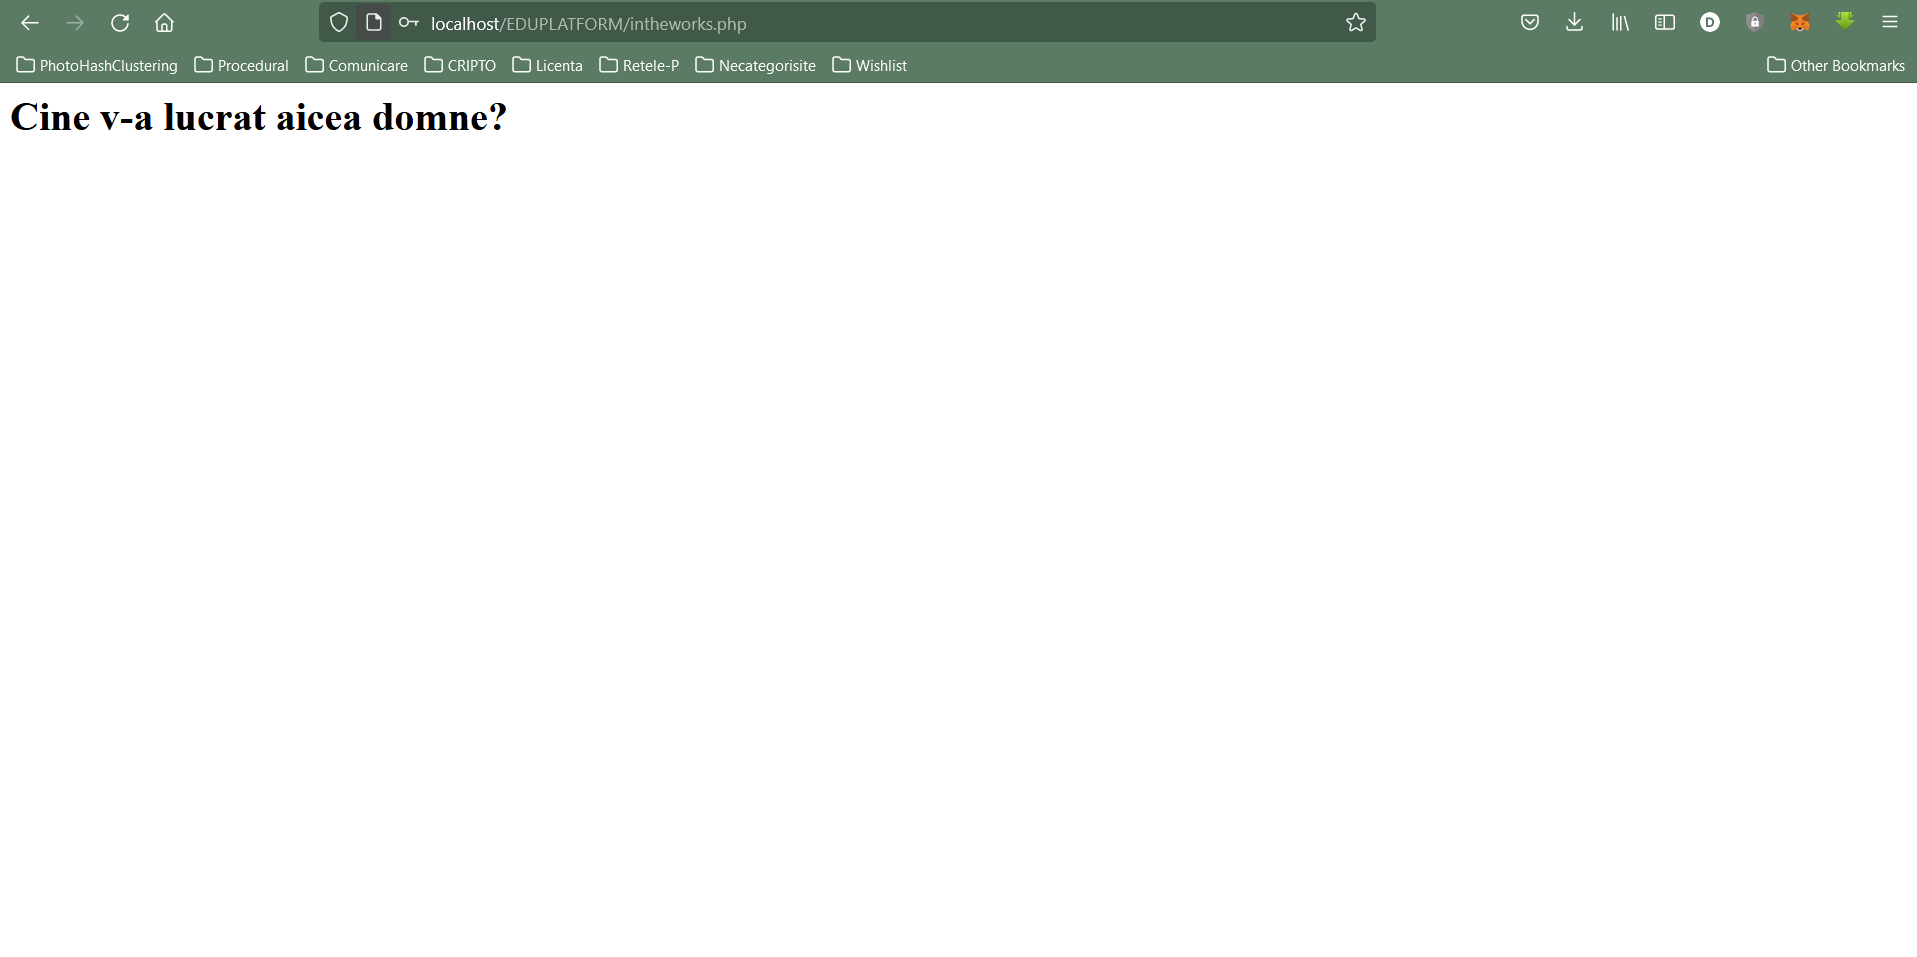 localhost/EDUPLATFORM/intheworks.php
D
PhotoHashClustering Procedural Comunicare CRIPTO Licenta Retele-P Necategorisite Wishlist Other Bookmarks
Cine v-a lucrat aicea domne?